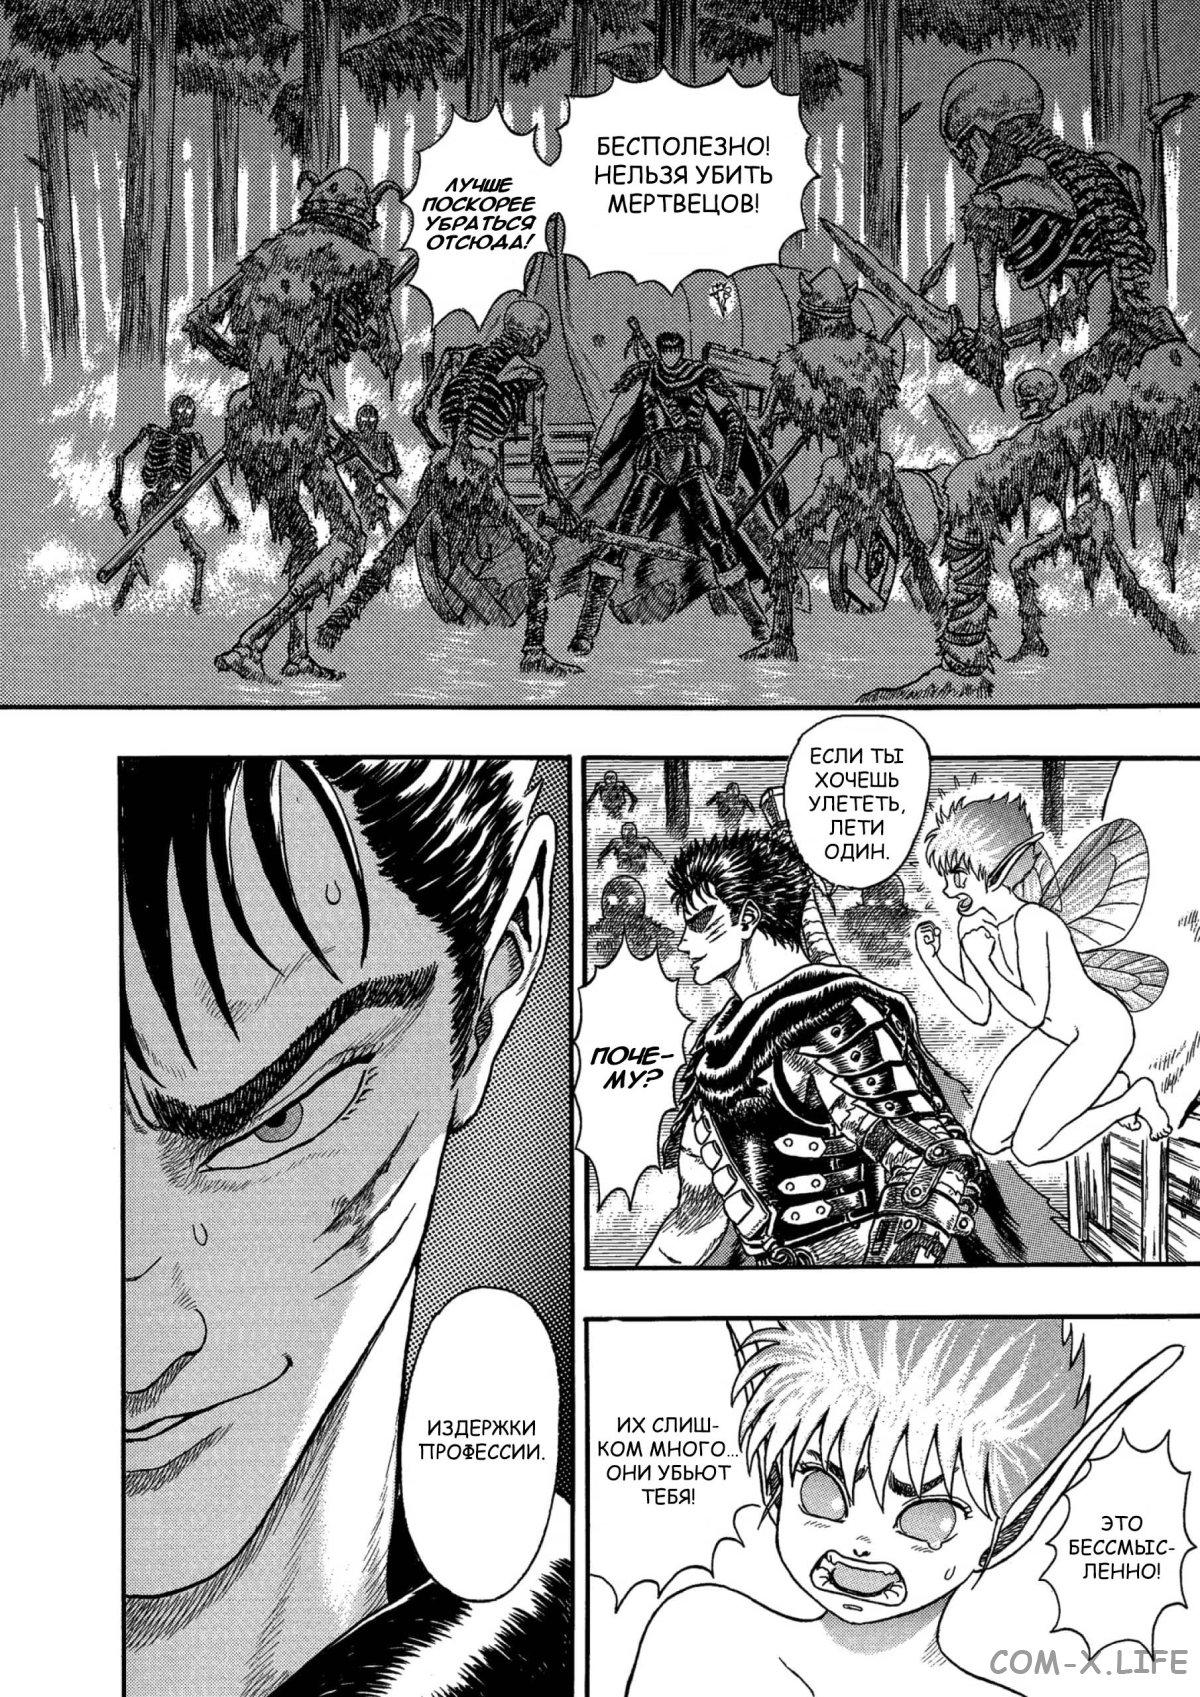 БЕСПОЛЕЗНО!
НЕЛЬЗЯ УБИТЬ
МЕРТВЕЦОВ!
ЛУЧШЕ
ПОСКОРЕЕ
УБРАТЬСЯ
ОТСЮДА!
ЕСЛИ ТЫ
ХОЧЕШЬ
УЛЕТЕТЬ,
ЛЕТИ
ОДИН.
ПОЧЕ-
МУ?
ЭТО
БЕССМЫС-
ЛЕННО!
ИХ СЛИШ-
КОМ МНОГО...
ОНИ УБЬЮТ
ТЕБЯ!
ИЗДЕРЖКИ
ПРОФЕССИИ.
COM-X.LIFE